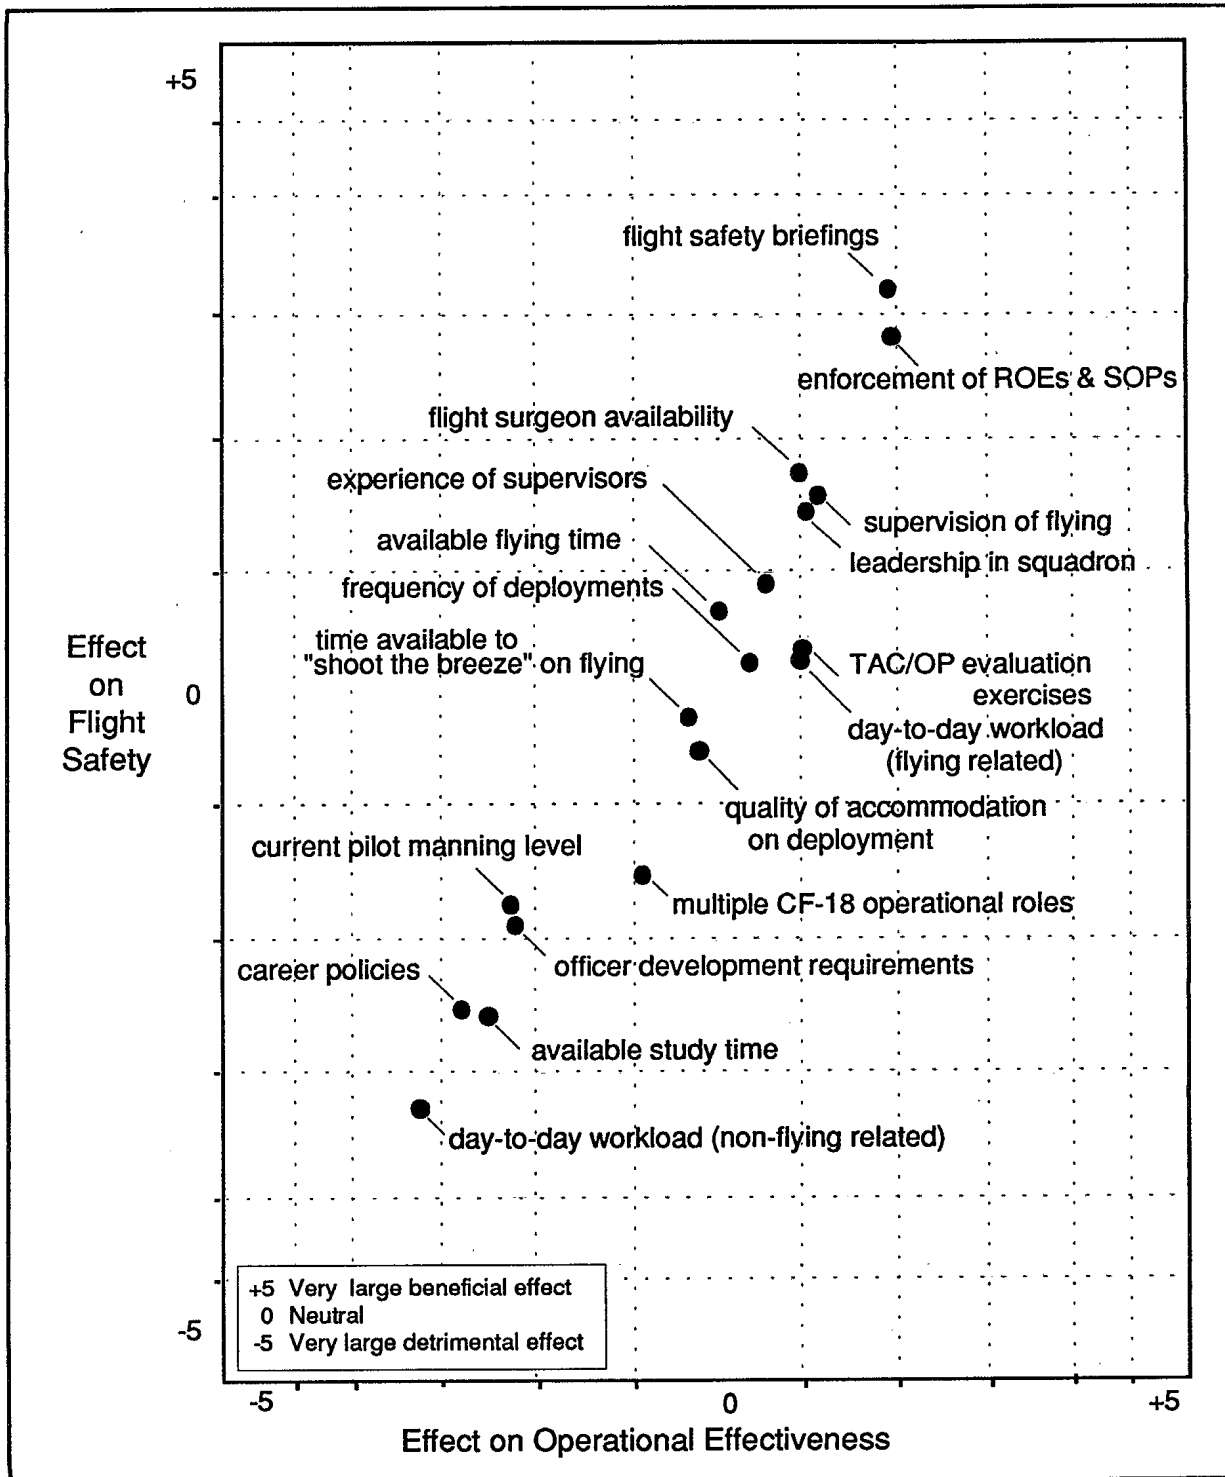 +5
flight safety briefings
enforcement of ROEs & SOPs
flight surgeon availability
experience of supervisors
supervision of flying
available flying time
leadership in squadron
frequency of deployments
time available to
"shoot the breeze" on flying
TAC/OP evaluation
exercises
Effect
on
Flight
Safety
0
day-to-day workload
(flying related)
quality of accommodation
on deployment
current pilot manning level
multiple CF-18 operational roles
officer development requirements
career policies
available study time
day-to-day workload (non-flying related)
+5 Very large beneficial effect
0 Neutral
-5 Very large detrimental effect
-5
-5
0
+5
Effect on Operational Effectiveness